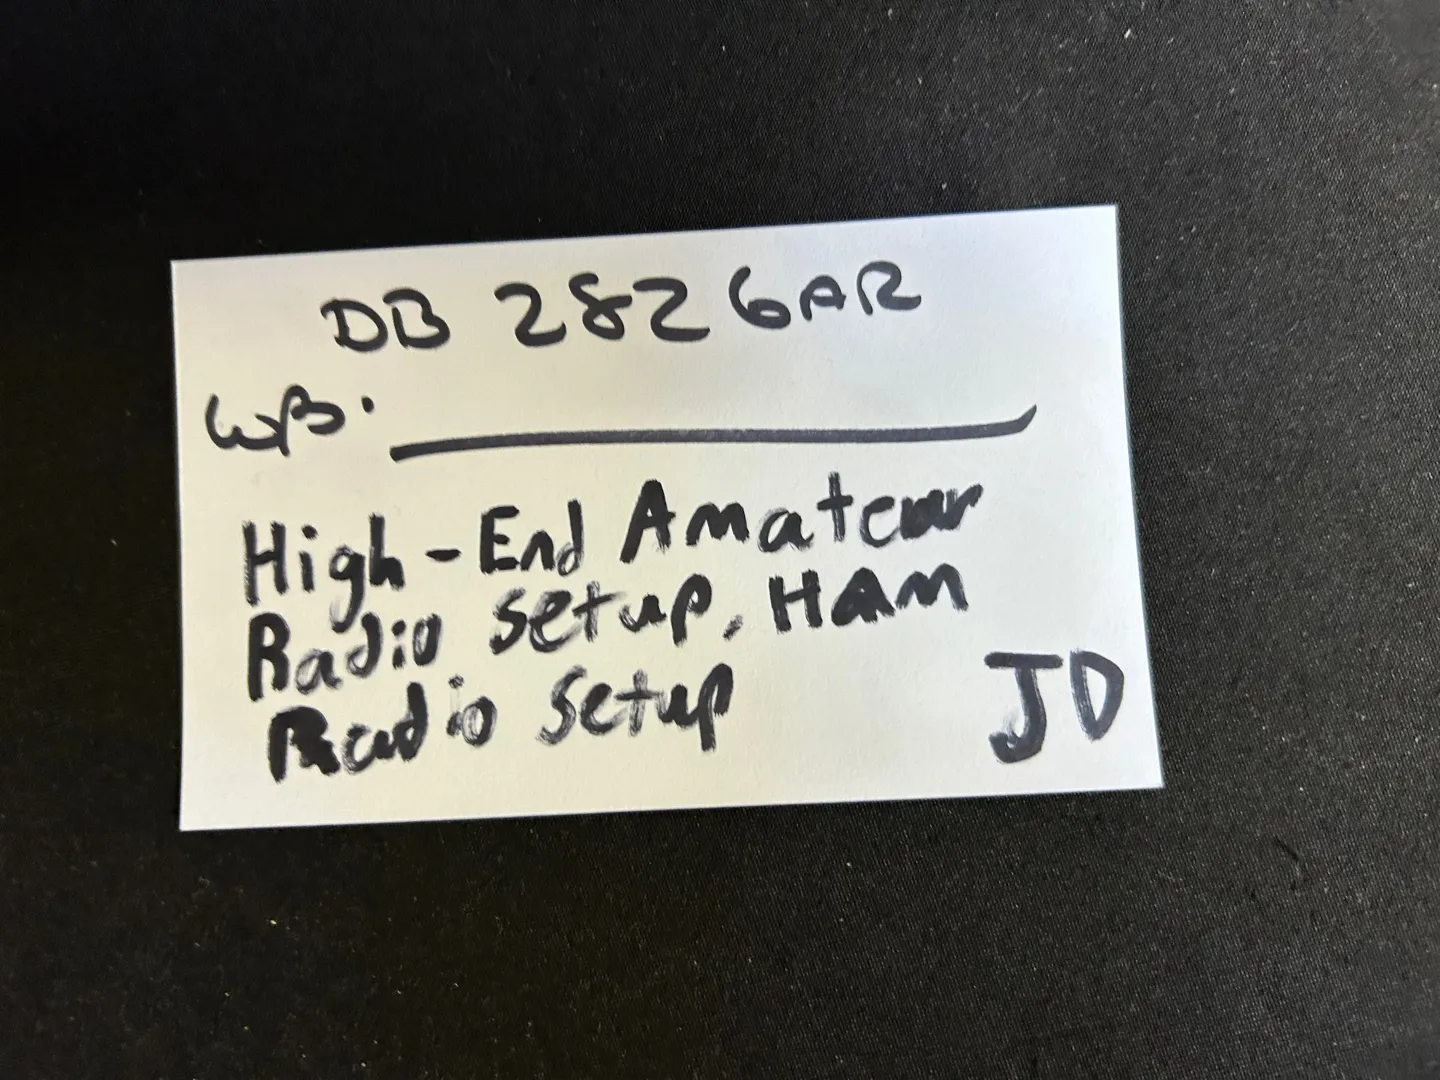 DB 2826AR
WB.
High-End Amateur
Radio setup, HAM
Radio setup
JD